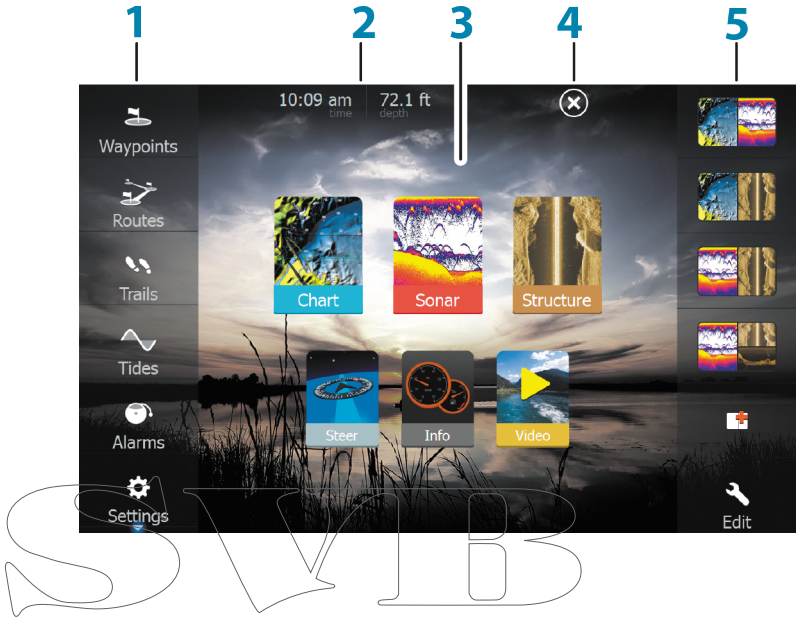 1 2 3 4 5
10:09 am 72.1 ft
time depth
Waypoints
Routes
Trails
Tides
Alarms
Settings
Chart Sonar Structure
Steer Info Video
Edit
SVB